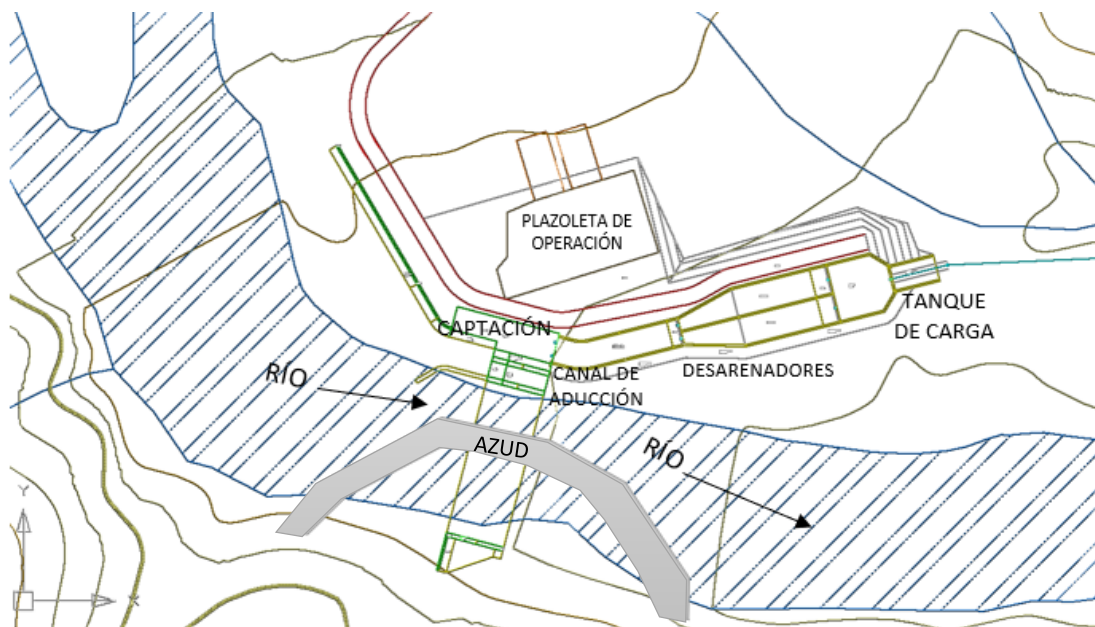 PLAZOLETA DE
OPERACIÓN
CAPTACIÓN
TANQUE
DE CARGA
RÍO
CANAL DE
ADUCCIÓN
DESARENADORES
AZUD
RÍO
Y
X